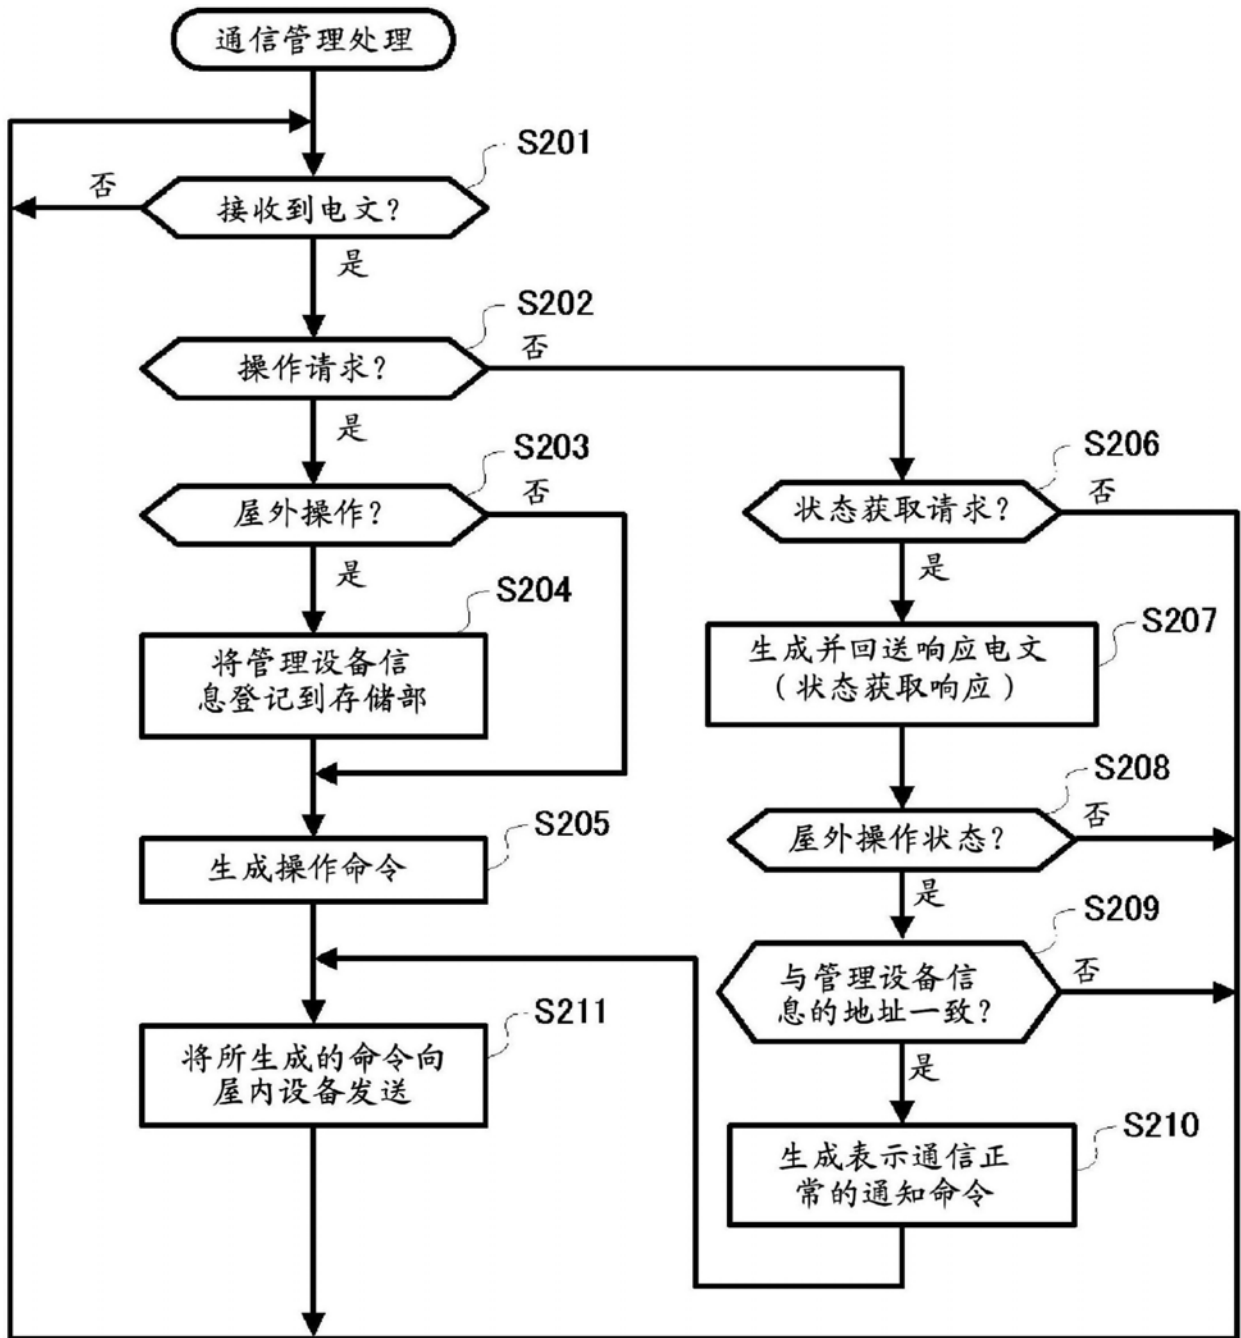 通信管理处理
S201
否
接收到电文？
是
S202
操作请求？
否
是
S203
屋外操作？
否
是
S204
将管理设备信
息登记到存储部
S205
生成操作命令
S206
状态获取请求？
否
是
S207
生成并回送响应电文
（状态获取响应）
S208
屋外操作状态？
否
是
S209
与管理设备信
息的地址一致？
否
是
S210
生成表示通信正
常的通知命令
S211
将所生成的命令向
屋内设备发送